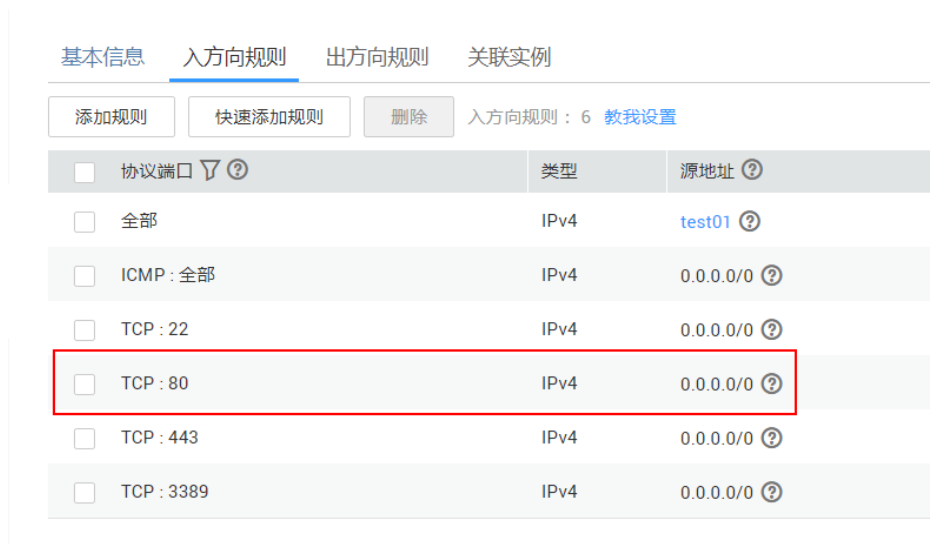 基本信息 入方向规则 出方向规则 关联实例
添加规则 快速添加规则 删除 入方向规则：6 教我设置
协议端口 类型 源地址
全部 IPv4 test01
ICMP : 全部 IPv4 0.0.0.0/0
TCP : 22 IPv4 0.0.0.0/0
TCP : 80 IPv4 0.0.0.0/0
TCP : 443 IPv4 0.0.0.0/0
TCP : 3389 IPv4 0.0.0.0/0